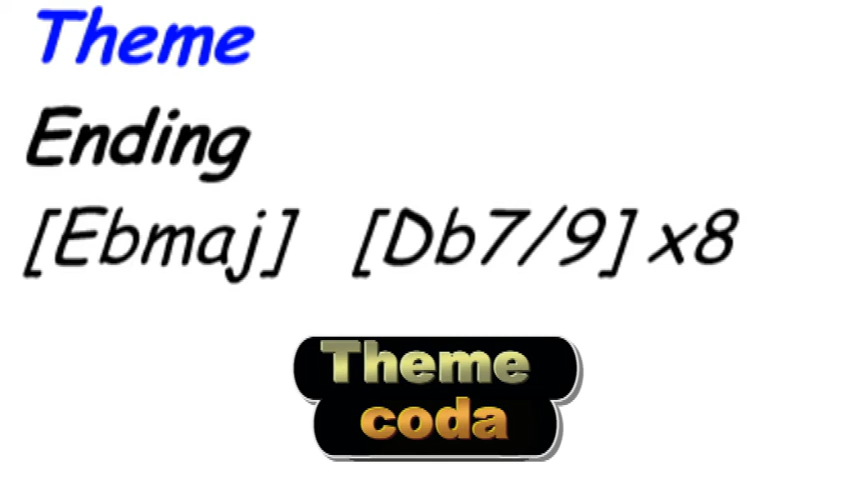 Theme
Ending
[Ebmaj] [Db7/9] x8
Theme
coda